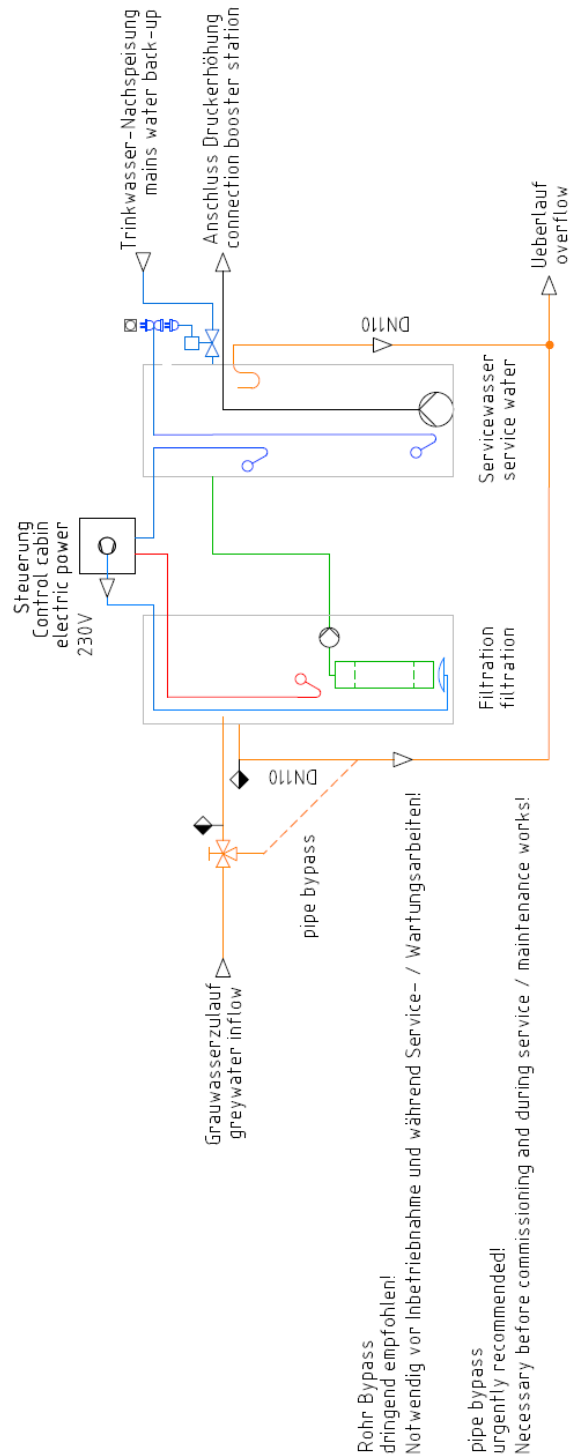 Steuerung
Control cabin
electric power
230V
Trinkwasser-Nachspeisung
mains water back-up
Anschluss Druckerhöhung
connection booster station
Grauwasserzulauf
greywater inflow
DN110
DN110
pipe bypass
Filtration
filtration
Servicewasser
service water
Ueberlauf
overflow
Rohr Bypass
dringend empfohlen!
Notwendig vor Inbetriebnahme und während Service- / Wartungsarbeiten!
pipe bypass
urgently recommended!
Necessary before commissioning and during service / maintenance works!